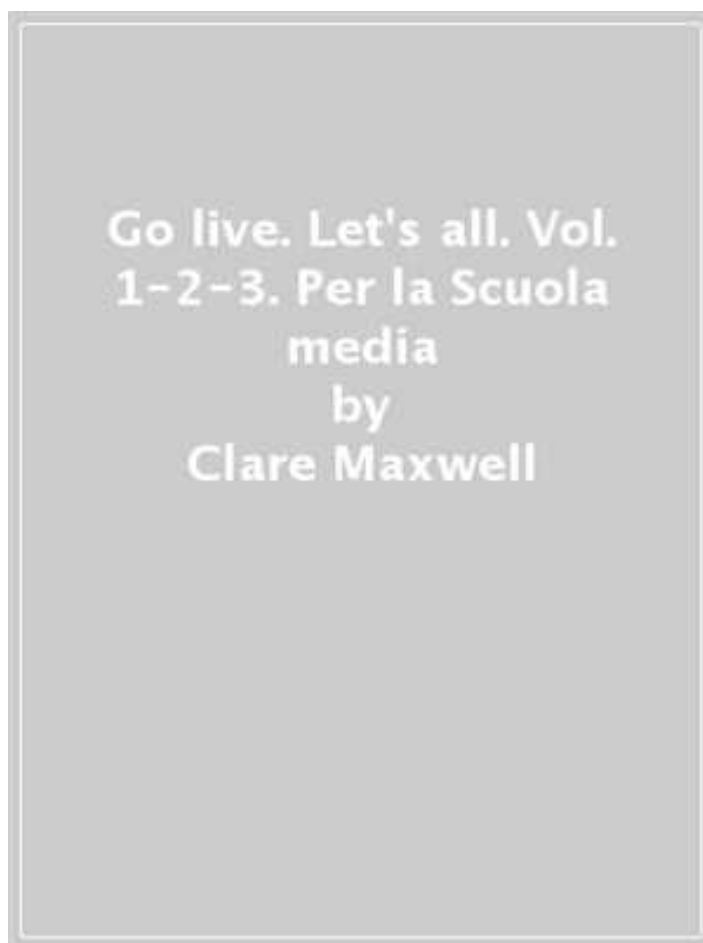 Go live. Let's all. Vol.
1-2-3. Per la Scuola
media
by
Clare Maxwell